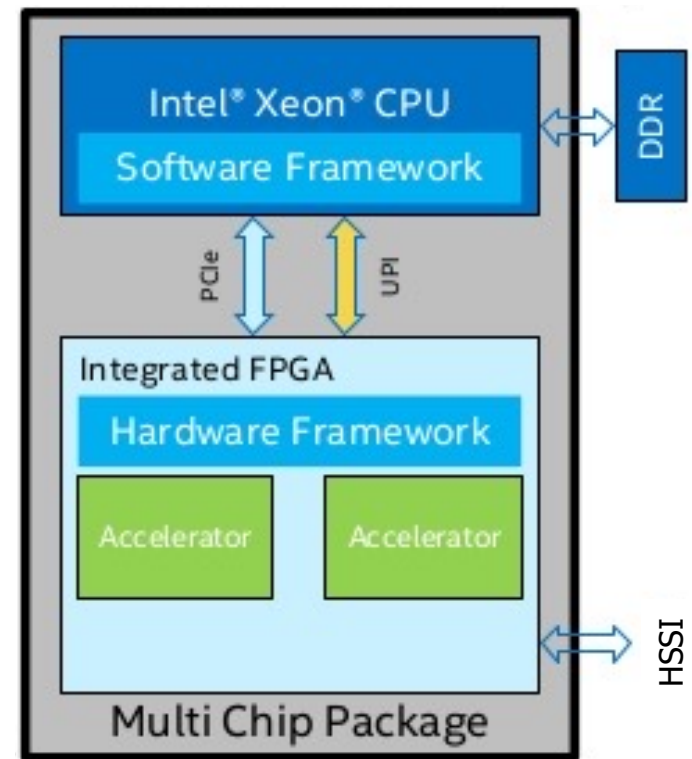 Intel® Xeon® CPU
DDR
Software Framework
PCIe
UPI
Integrated FPGA
Hardware Framework
Accelerator
Accelerator
HSSI
Multi Chip Package